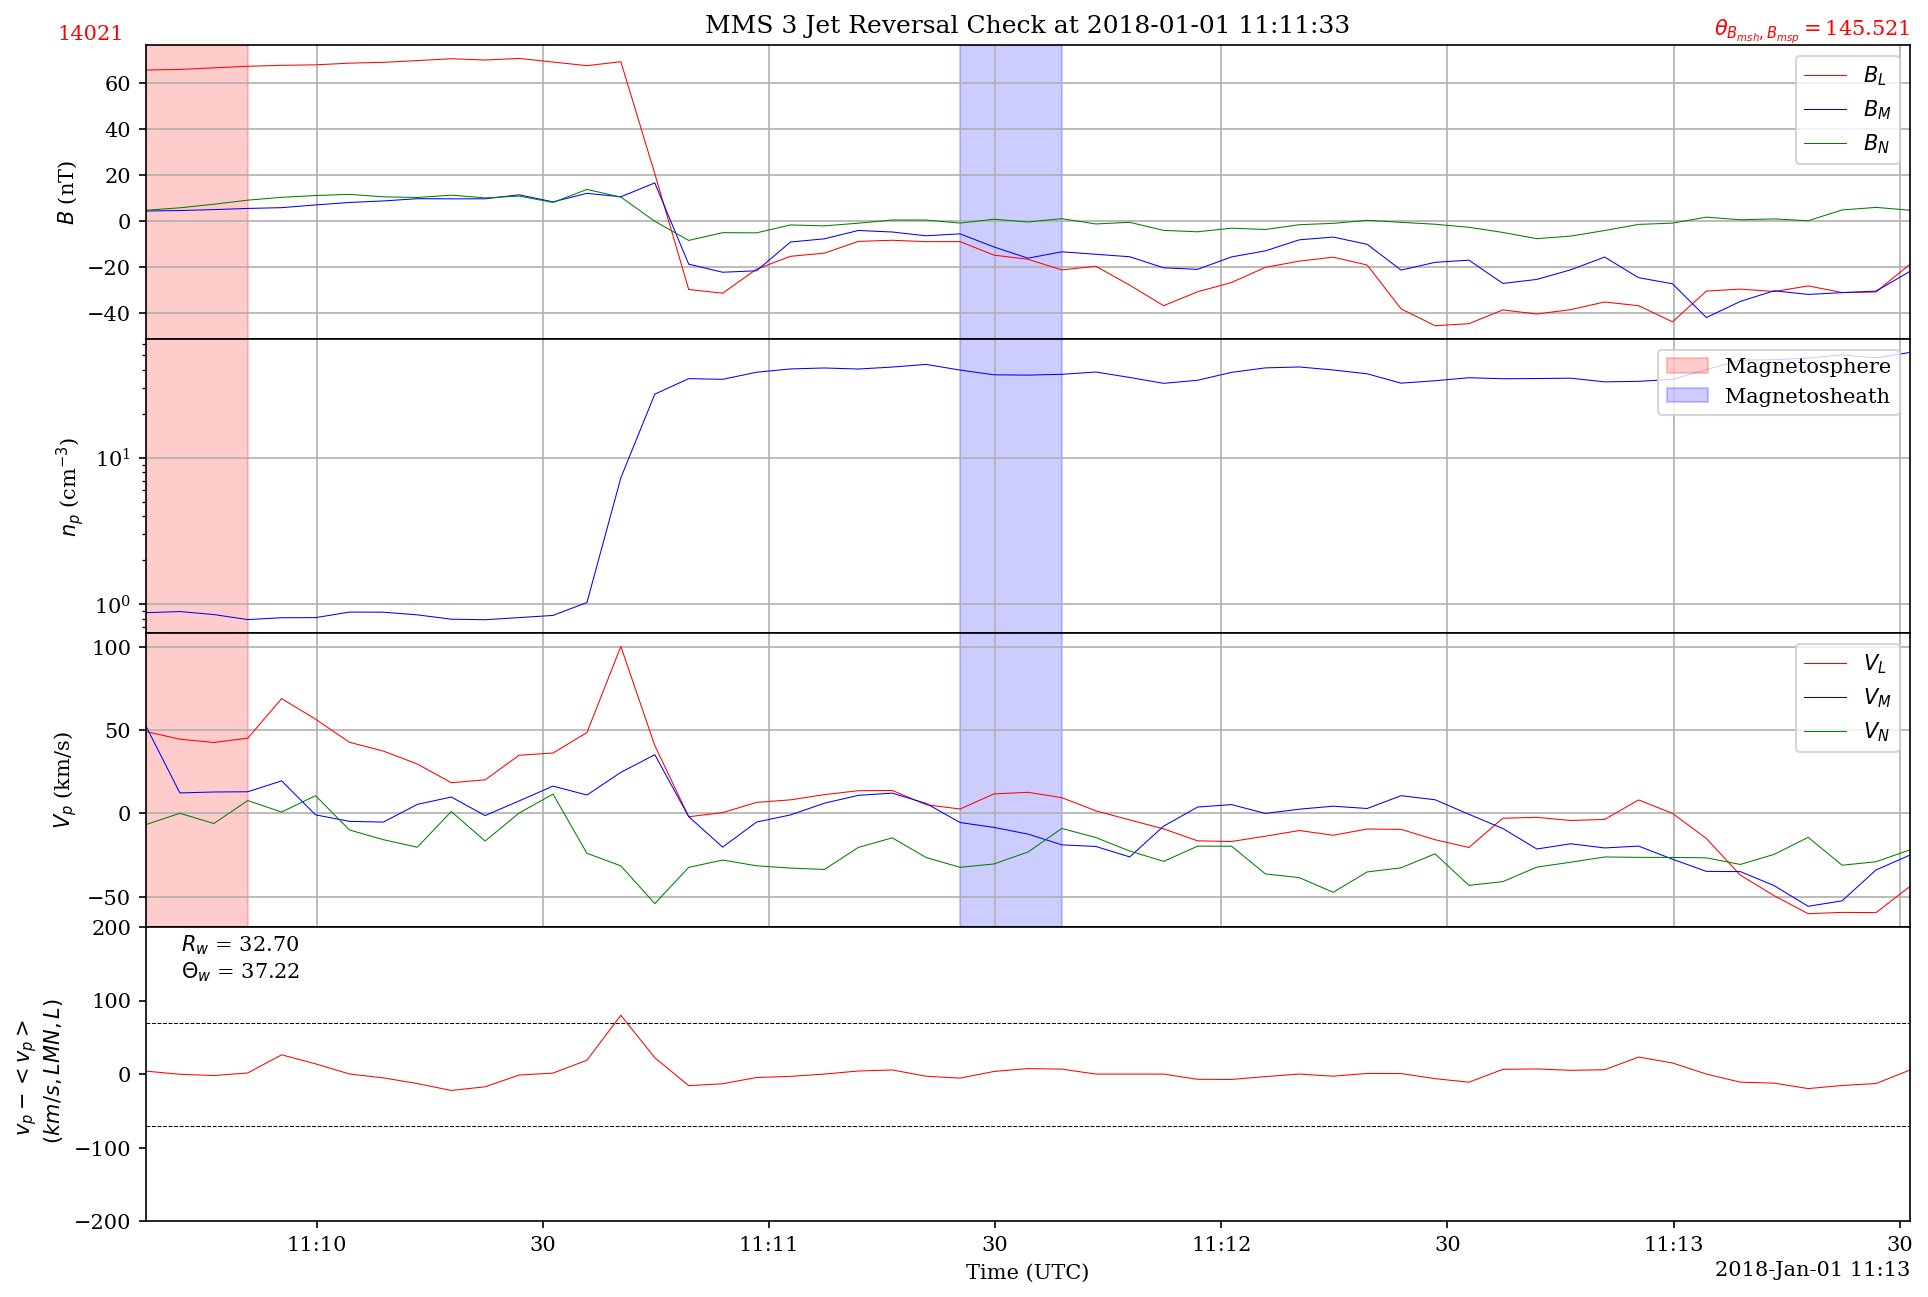 14021
MMS 3 Jet Reversal Check at 2018-01-01 11:11:33
θ_{B_{msh}, B_{msp}} = 145.521
B (nT)
60
40
20
0
−20
−40
B_L
B_M
B_N
n_p (cm^{−3})
10^1
10^0
Magnetosphere
Magnetosheath
V_p (km/s)
100
50
0
−50
V_L
V_M
V_N
v_p − < v_p >
(km/s, LMN, L)
200
100
0
−100
−200
R_w = 32.70
Θ_w = 37.22
11:10
30
11:11
30
11:12
30
11:13
30
Time (UTC)
2018-Jan-01 11:13